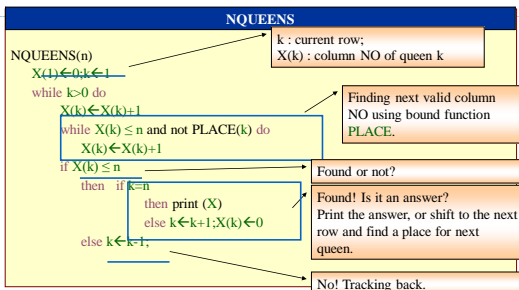 NQUEENS
k : current row;
X(k) : column NO of queen k
NQUEENS(n)
X(1)←0;k←1
while k>0 do
X(k)←X(k)+1
while X(k) ≤ n and not PLACE(k) do
X(k)←X(k)+1
if X(k) ≤ n
then if k=n
then print (X)
else k←k+1;X(k)←0
else k←k-1;
Finding next valid column
NO using bound function
PLACE.
Found or not?
Found! Is it an answer?
Print the answer, or shift to the next
row and find a place for next
queen.
No! Tracking back.